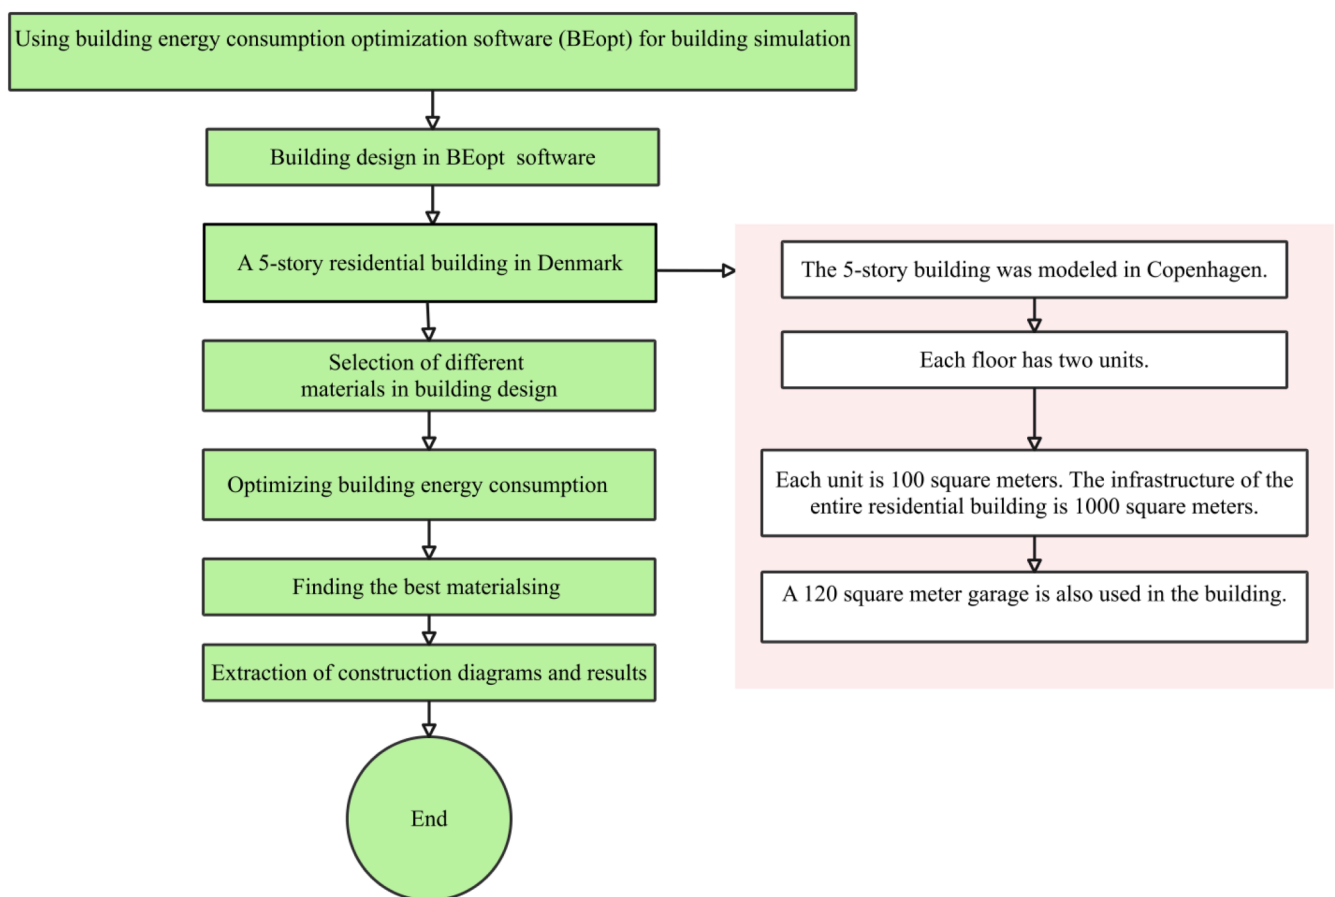 Using building energy consumption optimization software (BEopt) for building simulation
Building design in BEopt software
A 5-story residential building in Denmark
Selection of different
materials in building design
Optimizing building energy consumption
Finding the best materialsing
Extraction of construction diagrams and results
End
The 5-story building was modeled in Copenhagen.
Each floor has two units.
Each unit is 100 square meters. The infrastructure of the
entire residential building is 1000 square meters.
A 120 square meter garage is also used in the building.